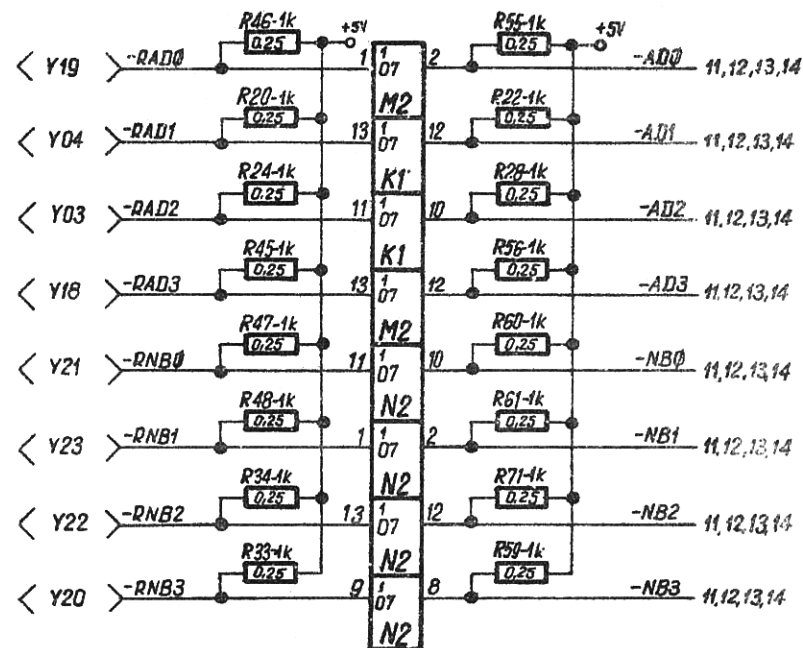 R46-1k +5V R55-1k +5V
0,25 0,25
Y19 -RAD0 1 1 2 -AD0 11,12,13,14
07
R20-1k M2 R22-1k
0,25 0,25
Y04 -RAD1 13 1 12 -AD1 11,12,13,14
07
R24-1k K1 R28-1k
0,25 0,25
Y03 -RAD2 11 1 10 -AD2 11,12,13,14
07
R45-1k K1 R56-1k
0,25 0,25
Y18 -RAD3 13 1 12 -AD3 11,12,13,14
07
R47-1k M2 R60-1k
0,25 0,25
Y21 -RNB0 11 1 10 -NB0 11,12,13,14
07
R48-1k N2 R61-1k
0,25 0,25
Y23 -RNB1 1 1 2 -NB1 11,12,13,14
07
R34-1k N2 R71-1k
0,25 0,25
Y22 -RNB2 13 1 12 -NB2 11,12,13,14
07
R33-1k N2 R59-1k
0,25 0,25
Y20 -RNB3 9 1 8 -NB3 11,12,13,14
07
N2